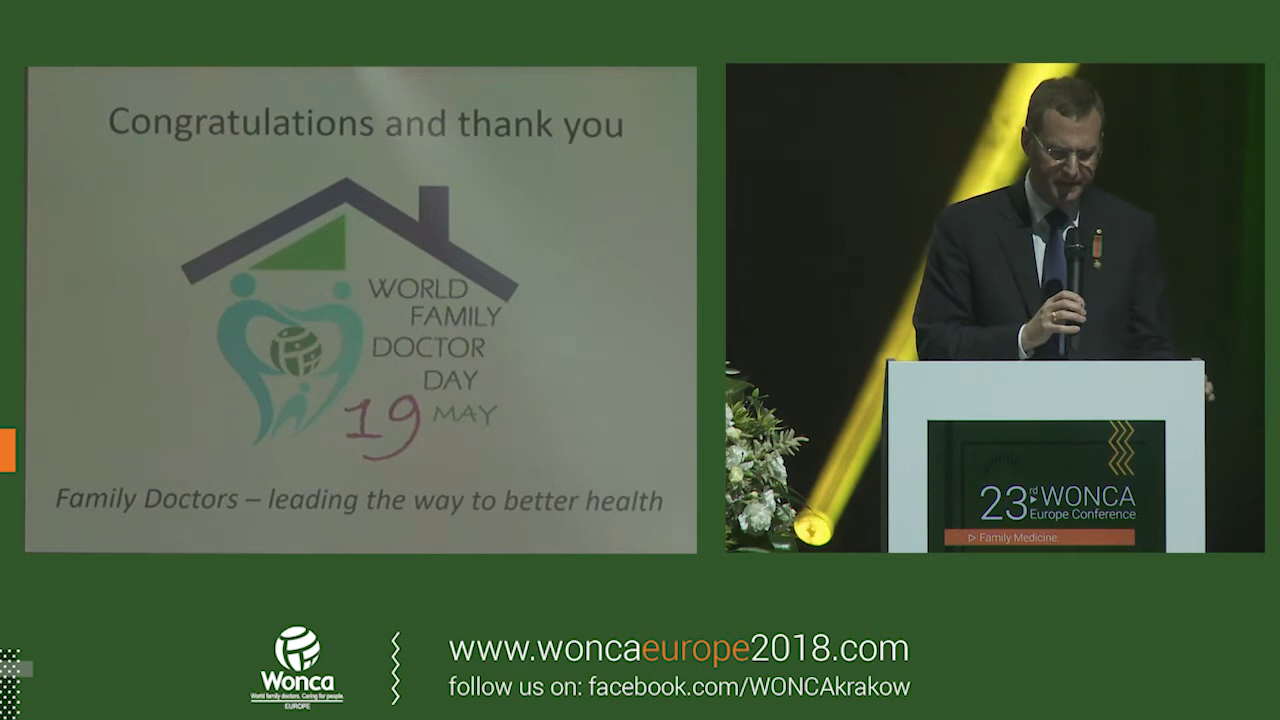 Congratulations and thank you
WORLD
FAMILY
DOCTOR
DAY
19 MAY
Family Doctors – leading the way to better health
23rd WONCA
Europe Conference
Family Medicine:
Wonca
World family doctors. Caring for people.
EUROPE
www.woncaeurope2018.com
follow us on: facebook.com/WONCAkrakow